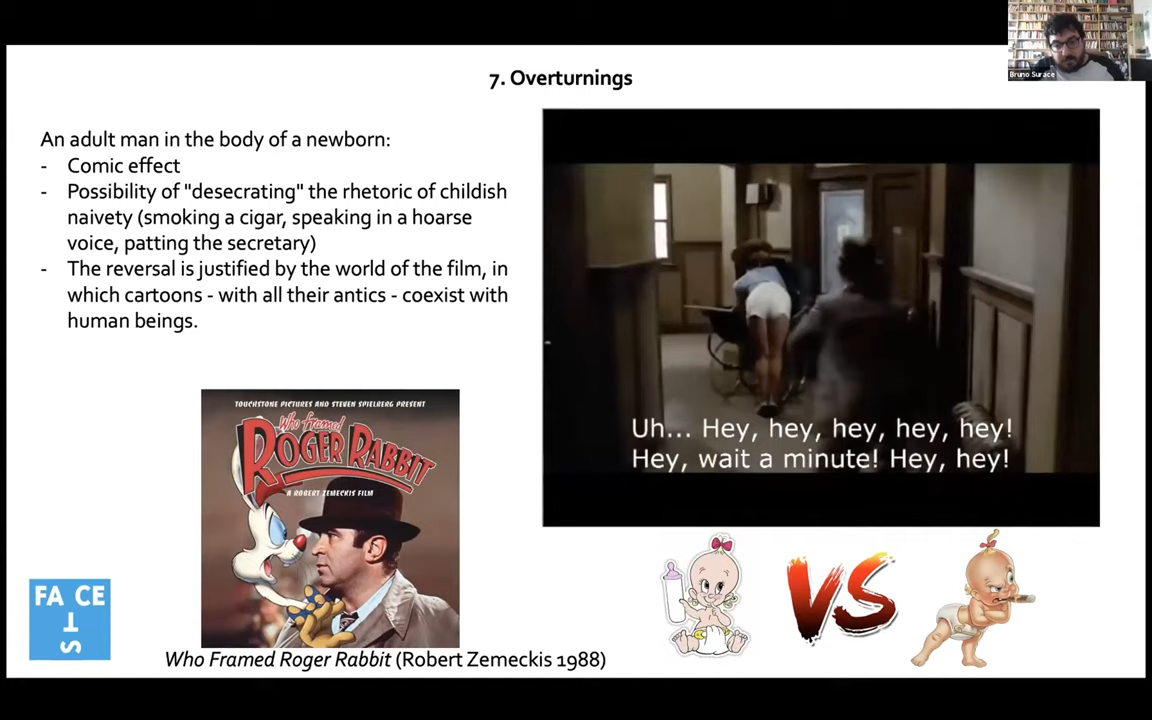 Bruno Surace
7. Overturnings
An adult man in the body of a newborn:
- Comic effect
- Possibility of "desecrating" the rhetoric of childish
naivety (smoking a cigar, speaking in a hoarse
voice, patting the secretary)
- The reversal is justified by the world of the film, in
which cartoons - with all their antics - coexist with
human beings.
Uh... Hey, hey, hey, hey, hey!
Hey, wait a minute! Hey, hey!
TOUCHSTONE PICTURES AND STEVEN SPIELBERG PRESENT
Who Framed
ROGER RABBIT
A ROBERT ZEMECKIS FILM
VS
FACE
T
S
Who Framed Roger Rabbit (Robert Zemeckis 1988)